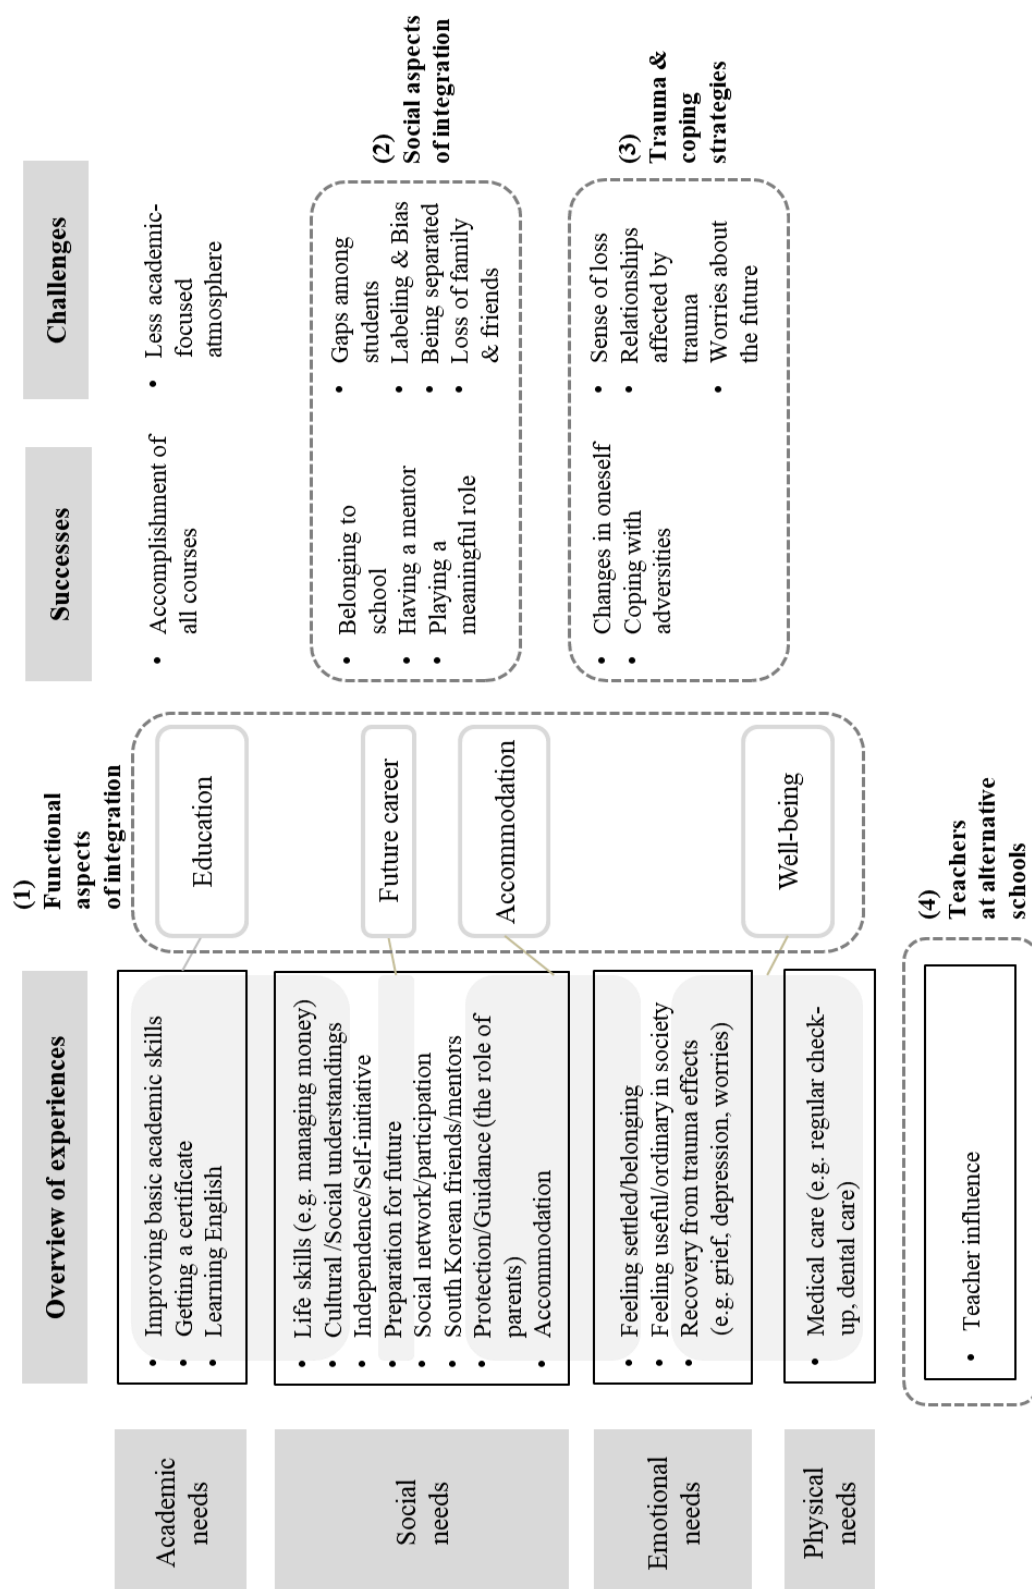 Overview of experiences
Successes
Challenges
(1)
Functional
aspects
of integration
Academic
needs
• Improving basic academic skills
• Getting a certificate
• Learning English
Education
• Accomplishment of
all courses
• Less academic-
focused
atmosphere
Social
needs
• Life skills (e.g. managing money)
• Cultural /Social understandings
• Independence/Self-initiative
• Preparation for future
• Social network/participation
• South Korean friends/mentors
• Protection/Guidance (the role of
parents)
• Accommodation
Future career
Accommodation
• Belonging to
school
• Having a mentor
• Playing a
meaningful role
• Gaps among
students
• Labeling & Bias
• Being separated
• Loss of family
& friends
(2)
Social aspects
of integration
Emotional
needs
• Feeling settled/belonging
• Feeling useful/ordinary in society
• Recovery from trauma effects
(e.g. grief, depression, worries)
Well-being
• Changes in oneself
• Coping with
adversities
• Sense of loss
• Relationships
affected by
trauma
• Worries about
the future
(3)
Trauma &
coping
strategies
Physical
needs
• Medical care (e.g. regular check-
up, dental care)
• Teacher influence
(4)
Teachers
at alternative
schools